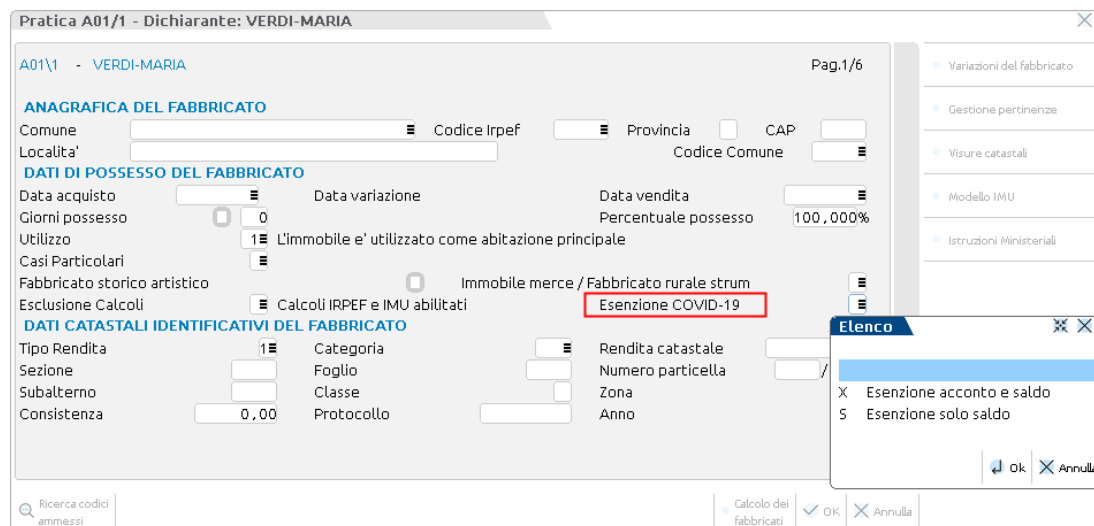 Pratica A01/1 - Dichiarante: VERDI-MARIA
A01\1 - VERDI-MARIA Pag.1/6
ANAGRAFICA DEL FABBRICATO
Comune Codice Irpef Provincia CAP
Localita' Codice Comune
DATI DI POSSESSO DEL FABBRICATO
Data acquisto Data variazione Data vendita
Giorni possesso 0 Percentuale possesso 100,000%
Utilizzo 1 L'immobile e' utilizzato come abitazione principale
Casi Particolari
Fabbricato storico artistico Immobile merce / Fabbricato rurale strum
Esclusione Calcoli Calcoli IRPEF e IMU abilitati Esenzione COVID-19
DATI CATASTALI IDENTIFICATIVI DEL FABBRICATO
Tipo Rendita 1 Categoria Rendita catastale
Sezione Foglio Numero particella /
Subalterno Classe Zona
Consistenza 0,00 Protocollo Anno
Variazioni del fabbricato
Gestione pertinenze
Visure catastali
Modello IMU
Istruzioni Ministeriali
Elenco
X Esenzione acconto e saldo
S Esenzione solo saldo
Ok Annulla
Ricerca codici
ammessi
Calcolo dei
fabbricati
OK Annulla